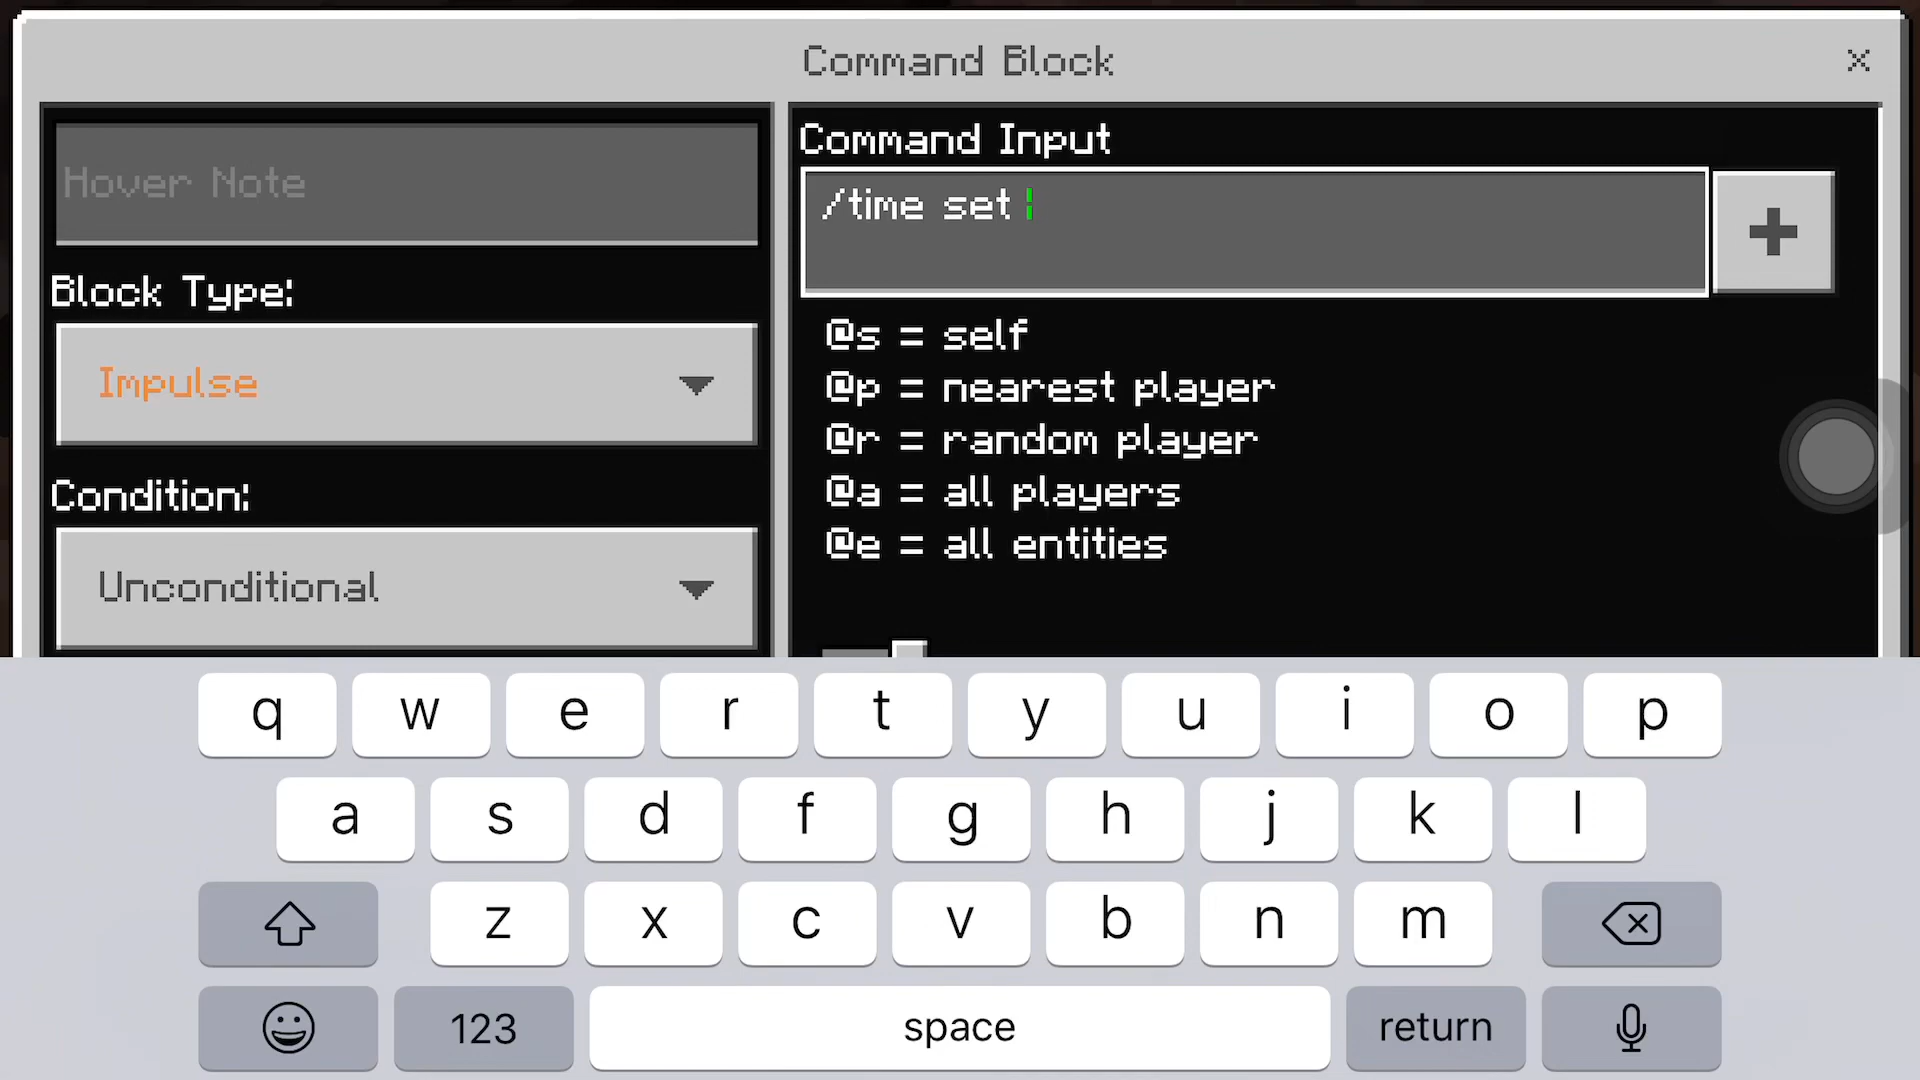 Command Block
Hover Note
Block Type:
Impulse
Condition:
Unconditional
Command Input
/time set
@s = self
@p = nearest player
@r = random player
@a = all players
@e = all entities
q w e r t y u i o p
a s d f g h j k l
z x c v b n m
123 space return